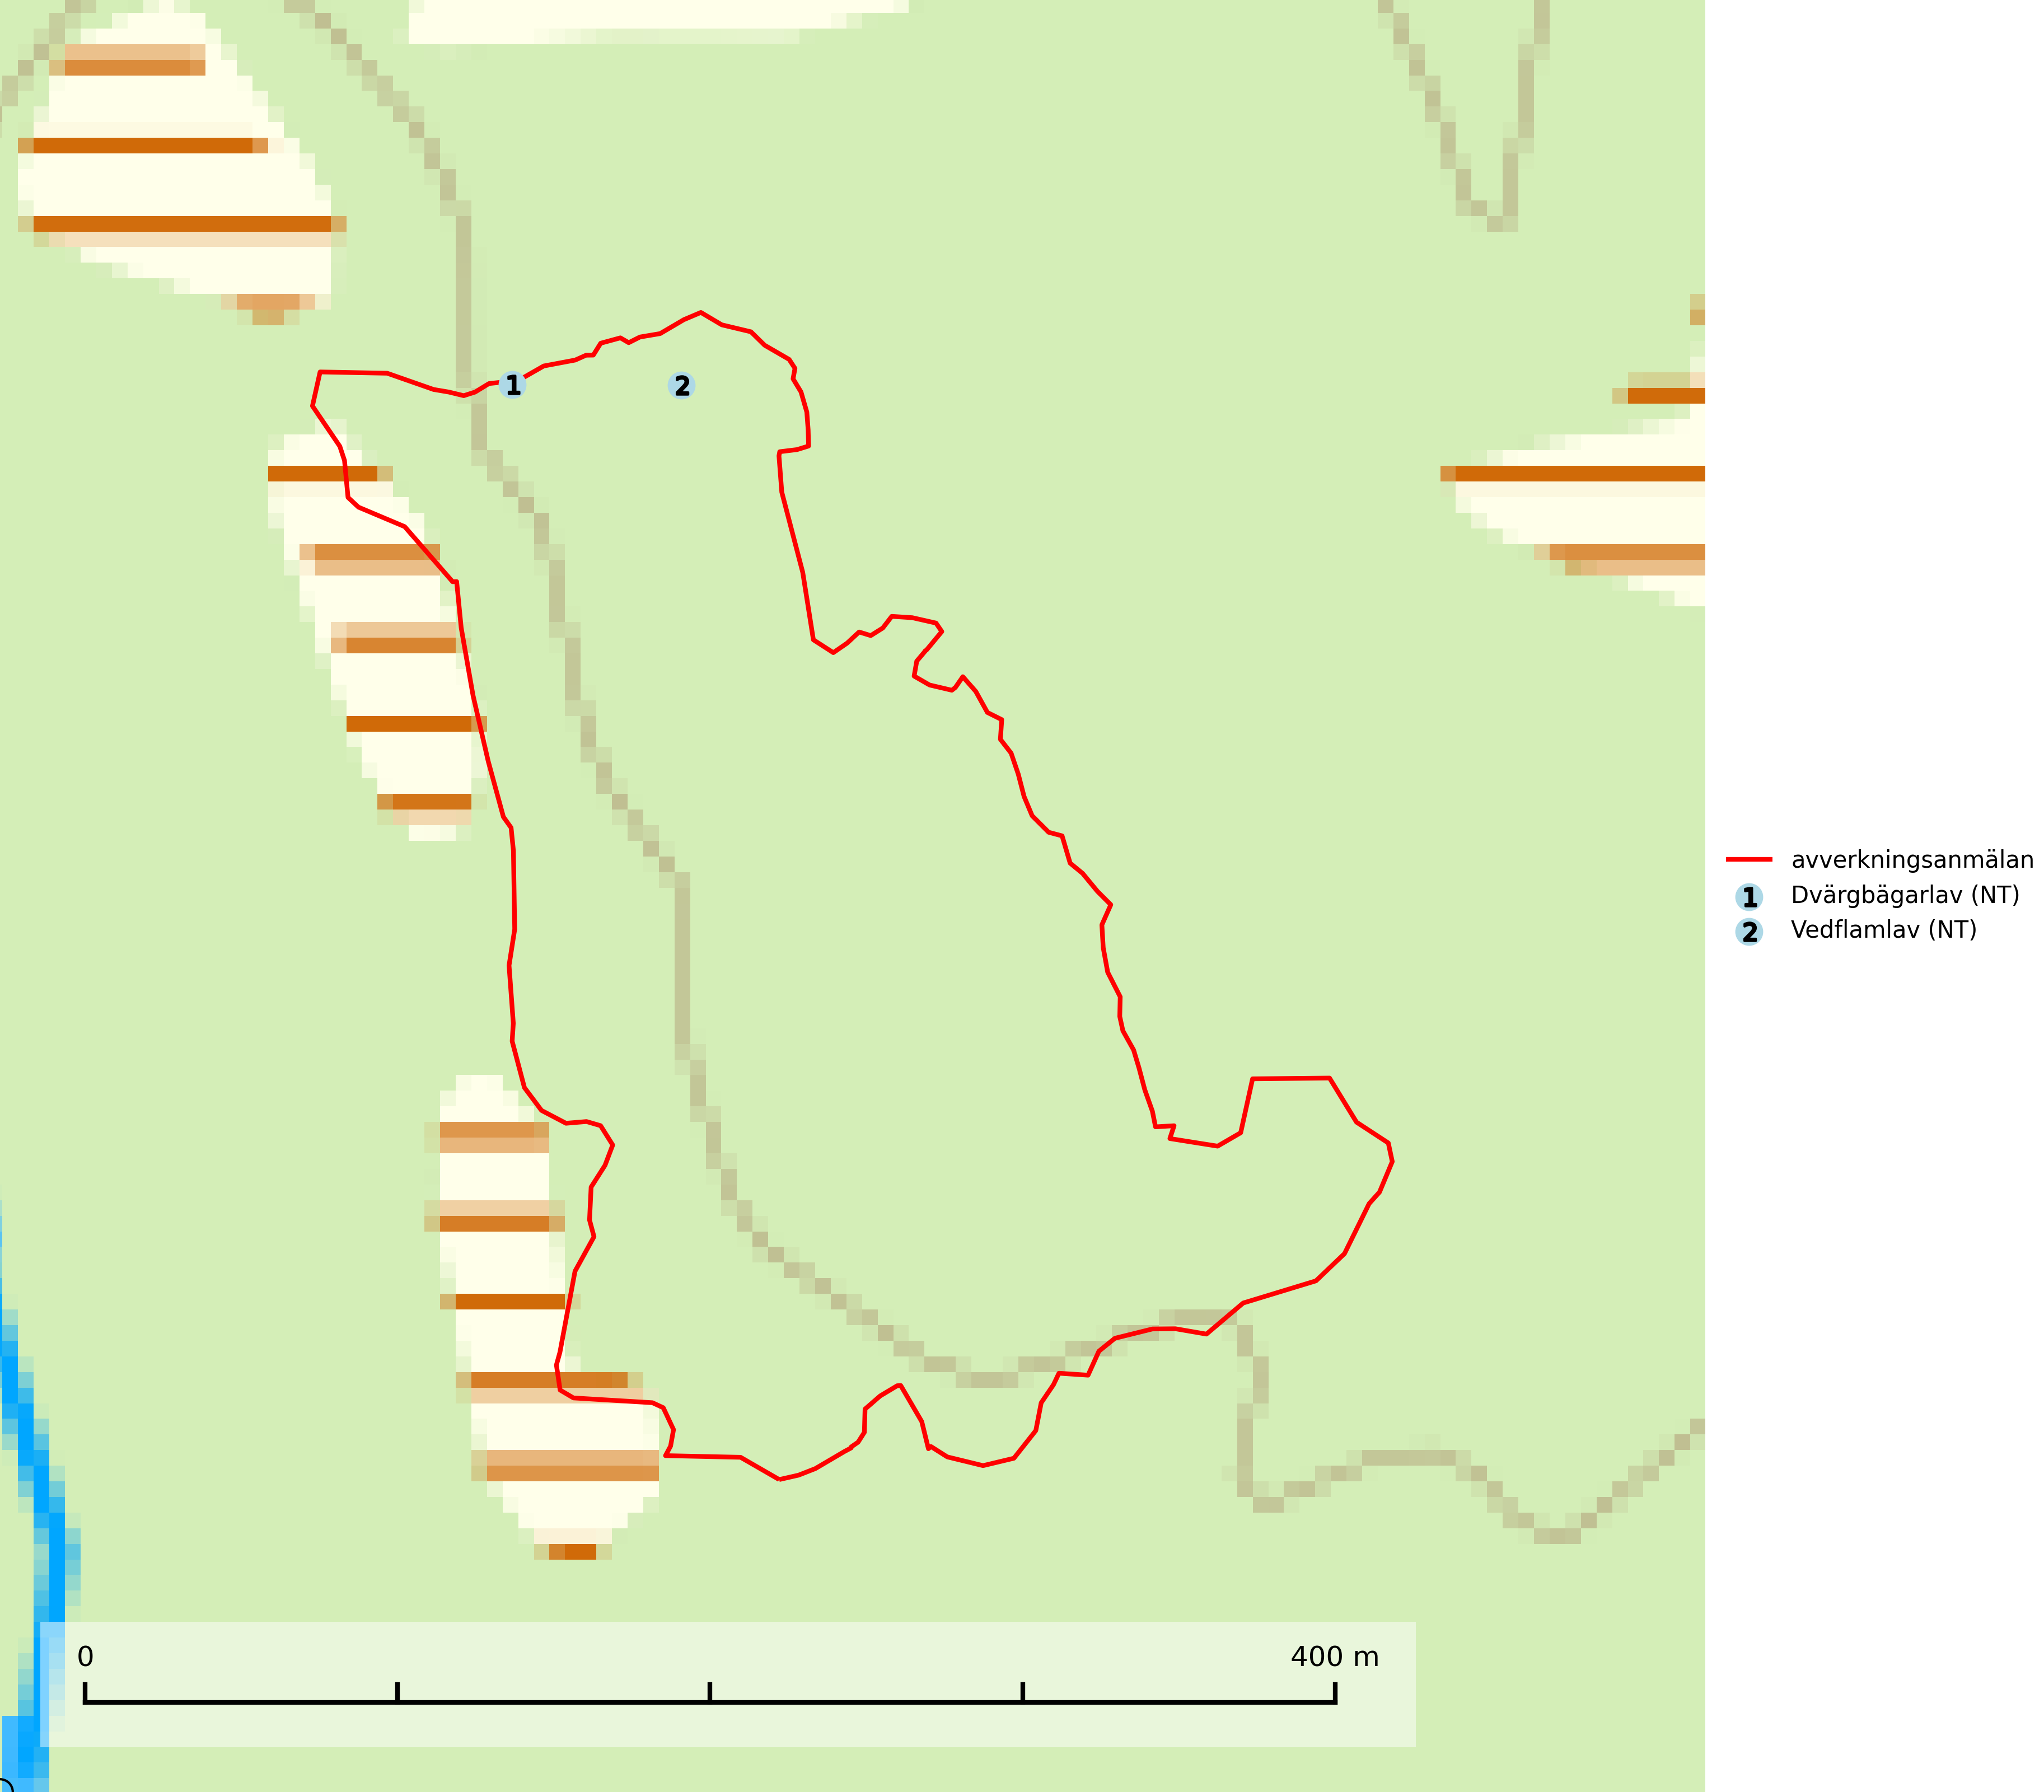 1
2
avverkningsanmälan
1 Dvärgbägarlav (NT)
2 Vedflamlav (NT)
0 400 m